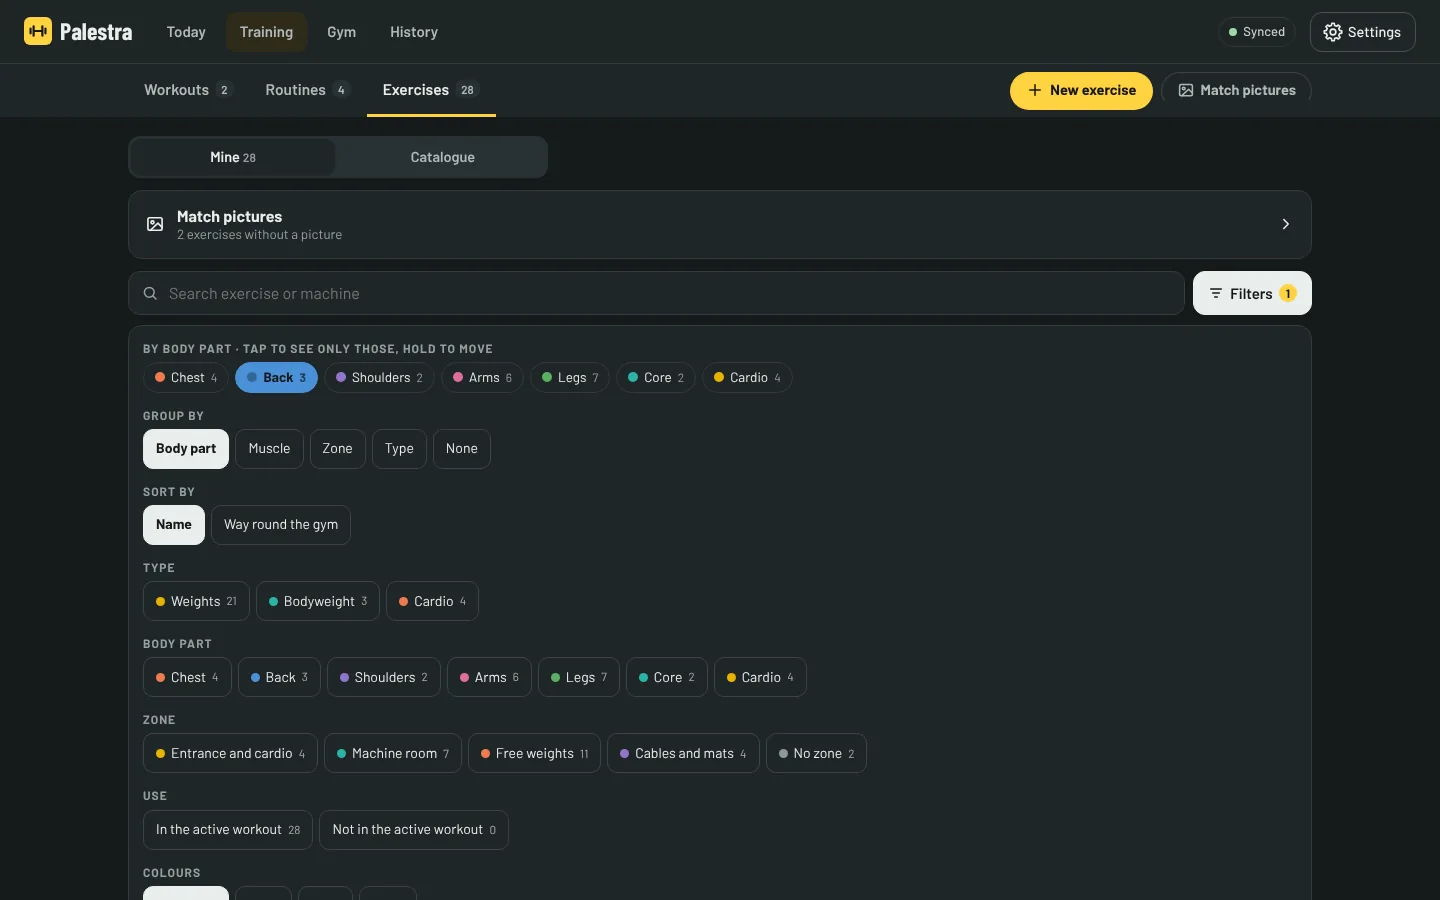 Palestra
Today
Training
Gym
History
Synced
Settings
Workouts 2
Routines 4
Exercises 28
New exercise
Match pictures
Mine 28
Catalogue
Match pictures
2 exercises without a picture
Search exercise or machine
Filters 1
BY BODY PART · TAP TO SEE ONLY THOSE, HOLD TO MOVE
Chest 4
Back 3
Shoulders 2
Arms 6
Legs 7
Core 2
Cardio 4
GROUP BY
Body part
Muscle
Zone
Type
None
SORT BY
Name
Way round the gym
TYPE
Weights 21
Bodyweight 3
Cardio 4
BODY PART
Chest 4
Back 3
Shoulders 2
Arms 6
Legs 7
Core 2
Cardio 4
ZONE
Entrance and cardio 4
Machine room 7
Free weights 11
Cables and mats 4
No zone 2
USE
In the active workout 28
Not in the active workout 0
COLOURS